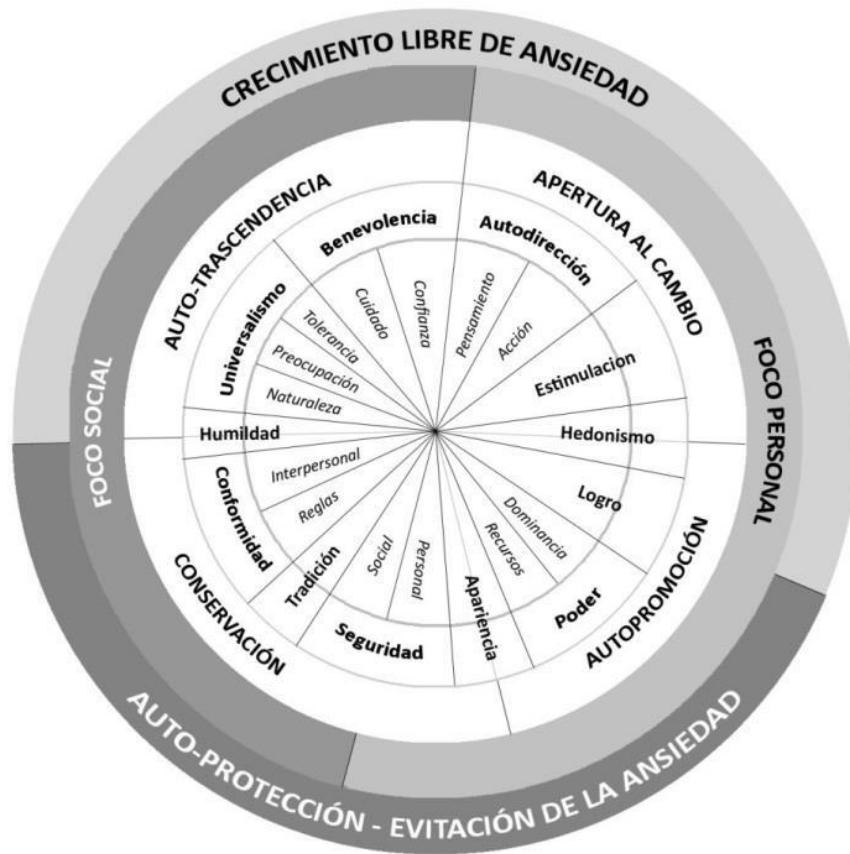 CRECIMIENTO LIBRE DE ANSIEDAD
FOCO SOCIAL
FOCO PERSONAL
AUTO-PROTECCIÓN - EVITACIÓN DE LA ANSIEDAD
AUTO-TRASCENDENCIA
APERTURA AL CAMBIO
AUTOPROMOCIÓN
CONSERVACIÓN
Benevolencia
Cuidado
Confianza
Autodirección
Pensamiento
Acción
Estimulacion
Hedonismo
Logro
Poder
Dominancia
Recursos
Apariencia
Seguridad
Personal
Social
Tradición
Conformidad
Reglas
Interpersonal
Humildad
Universalismo
Naturaleza
Preocupación
Tolerancia